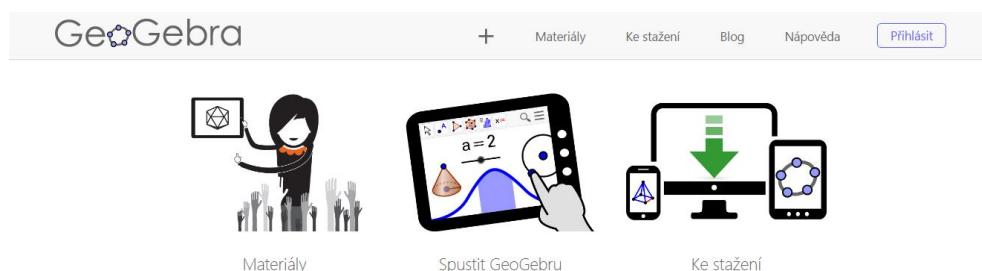 GeoGebra
+ Materiály Ke stažení Blog Nápověda Přihlásit
a = 2
Materiály Spustit GeoGebru Ke stažení